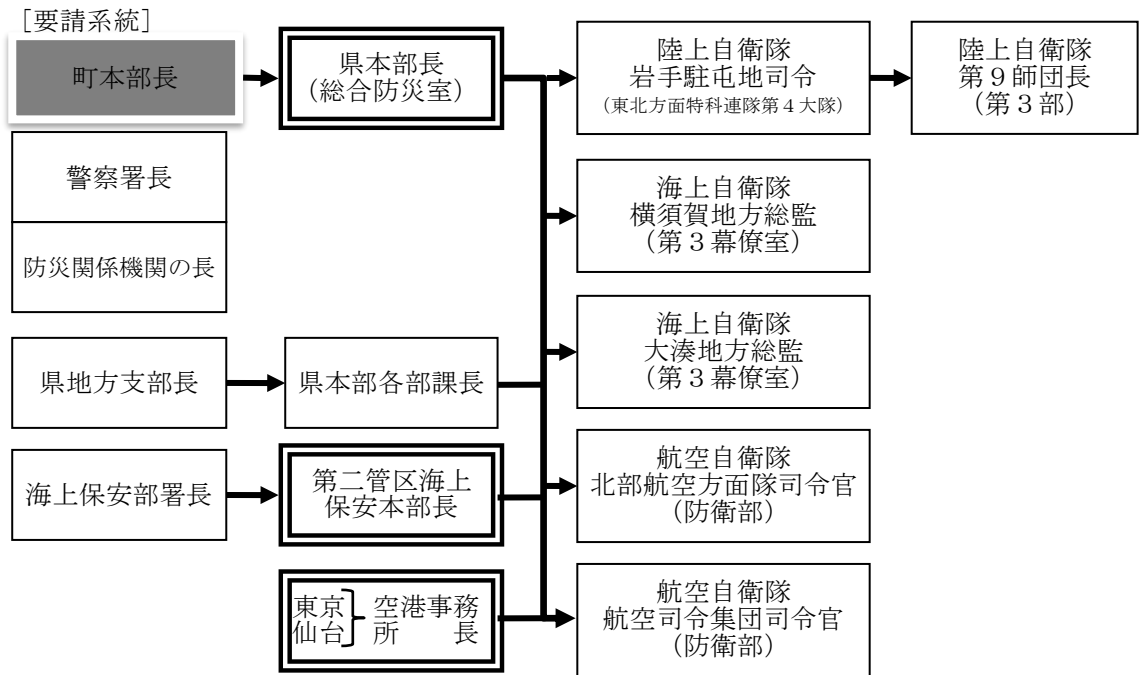 ［要請系統］
町本部長
県本部長
（総合防災室）
陸上自衛隊
岩手駐屯地司令
（東北方面特科連隊第４大隊）
陸上自衛隊
第９師団長
（第３部）
警察署長
防災関係機関の長
海上自衛隊
横須賀地方総監
（第３幕僚室）
海上自衛隊
大湊地方総監
（第３幕僚室）
県地方支部長
県本部各部課長
海上保安部署長
第二管区海上
保安本部長
航空自衛隊
北部航空方面隊司令官
（防衛部）
東京
仙台
空港事務
所長
航空自衛隊
航空司令集団司令官
（防衛部）